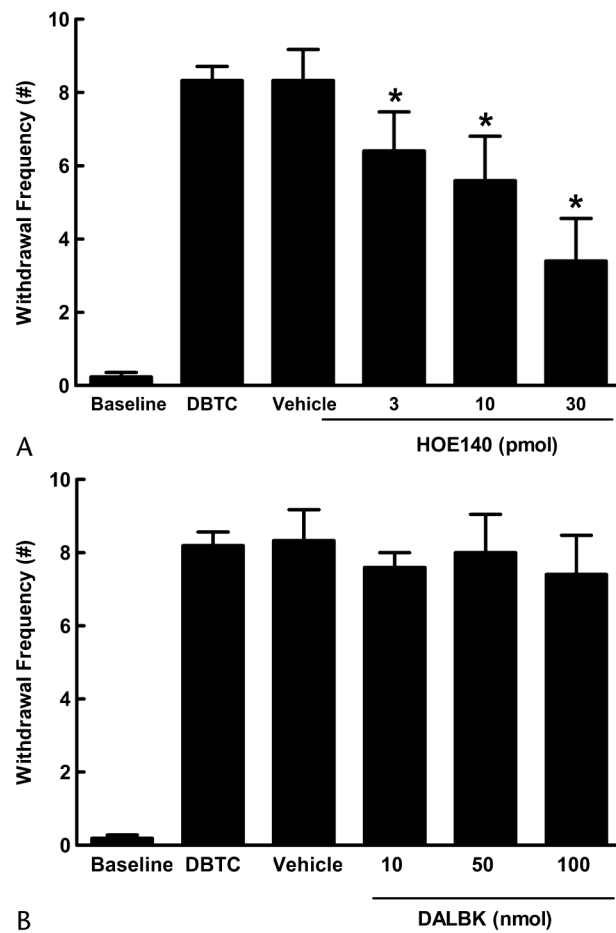 10
8
6
4
2
0
Withdrawal Frequency (#)
* * *
Baseline DBTC Vehicle 3 10 30
HOE140 (pmol)
A
10
8
6
4
2
0
Withdrawal Frequency (#)
Baseline DBTC Vehicle 10 50 100
DALBK (nmol)
B